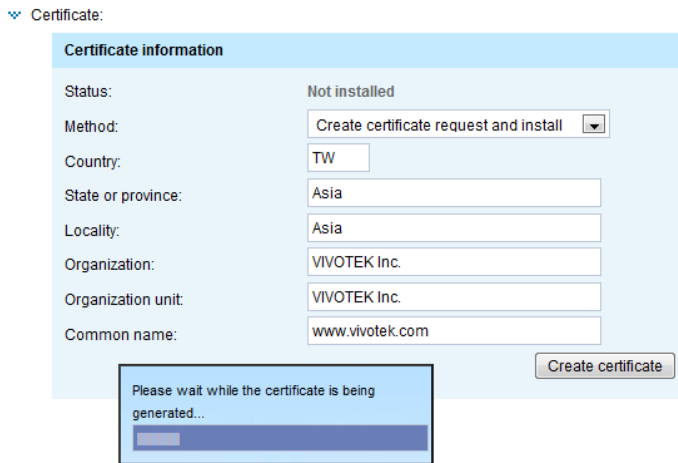 Certificate:
Certificate information
Status: Not installed
Method: Create certificate request and install
Country: TW
State or province: Asia
Locality: Asia
Organization: VIVOTEK Inc.
Organization unit: VIVOTEK Inc.
Common name: www.vivotek.com
Create certificate
Please wait while the certificate is being
generated...